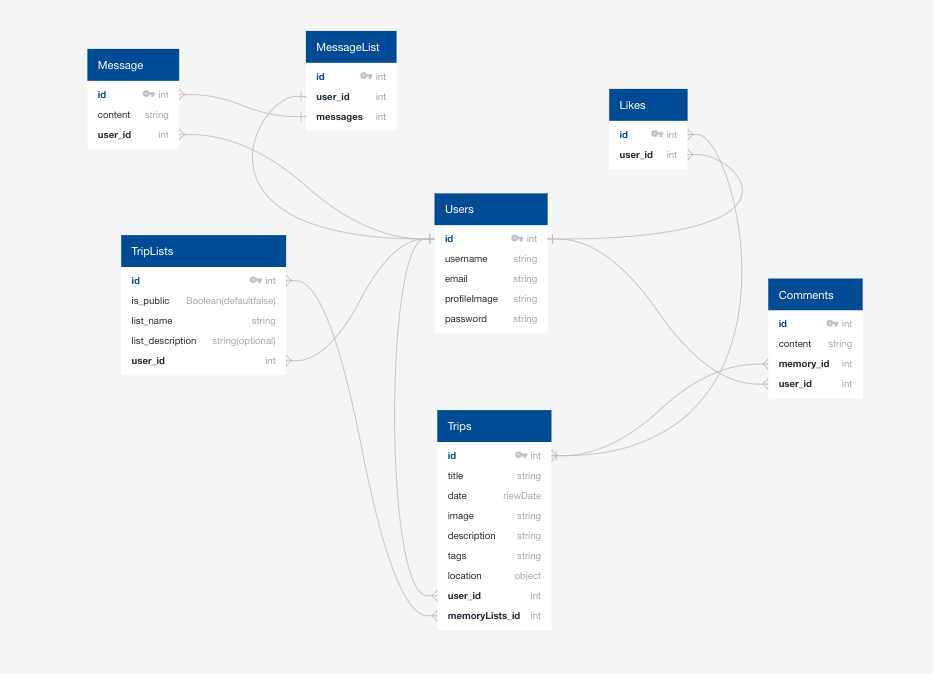 Message
id int
content string
user_id int
MessageList
id int
user_id int
messages int
Likes
id int
user_id int
Users
id int
username string
email string
profileImage string
password string
TripLists
id int
is_public Boolean(defaultfalse)
list_name string
list_description string(optional)
user_id int
Comments
id int
content string
memory_id int
user_id int
Trips
id int
title string
date newDate
image string
description string
tags string
location object
user_id int
memoryLists_id int